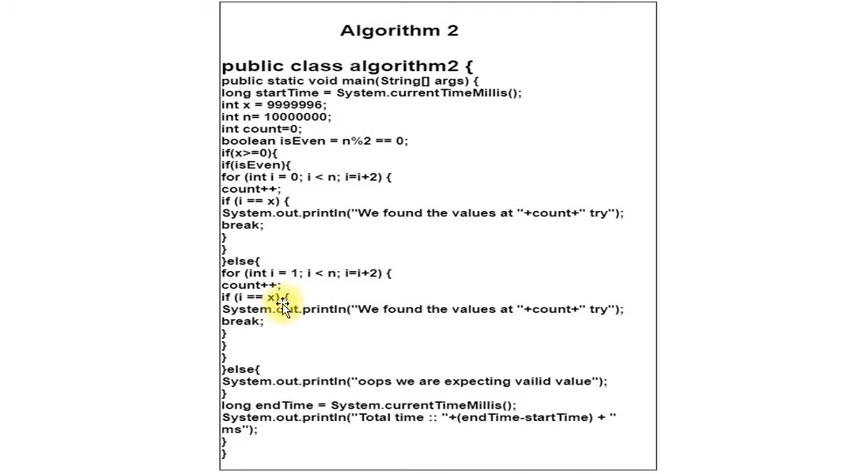 Algorithm 2
public class algorithm2 {
public static void main(String[] args) {
long startTime = System.currentTimeMillis();
int x = 9999996;
int n= 10000000;
int count=0;
boolean isEven = n%2 == 0;
if(x>=0){
if(isEven){
for (int i = 0; i < n; i=i+2) {
count++;
if (i == x) {
System.out.println("We found the values at "+count+" try");
break;
}
}
}else{
for (int i = 1; i < n; i=i+2) {
count++;
if (i == x) {
System.out.println("We found the values at "+count+" try");
break;
}
}
}
}else{
System.out.println("oops we are expecting vailid value");
}
long endTime = System.currentTimeMillis();
System.out.println("Total time :: "+(endTime-startTime) + "
ms");
}
}